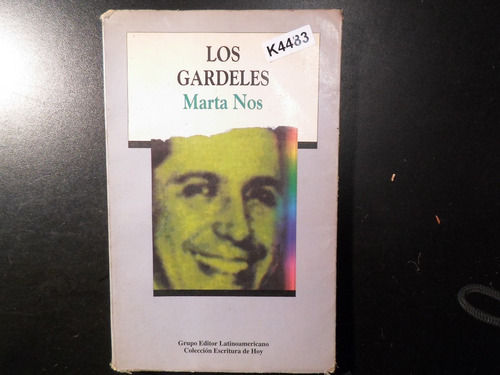 K4483
LOS
GARDELES
Marta Nos
Grupo Editor Latinoamericano
Colección Escritura de Hoy